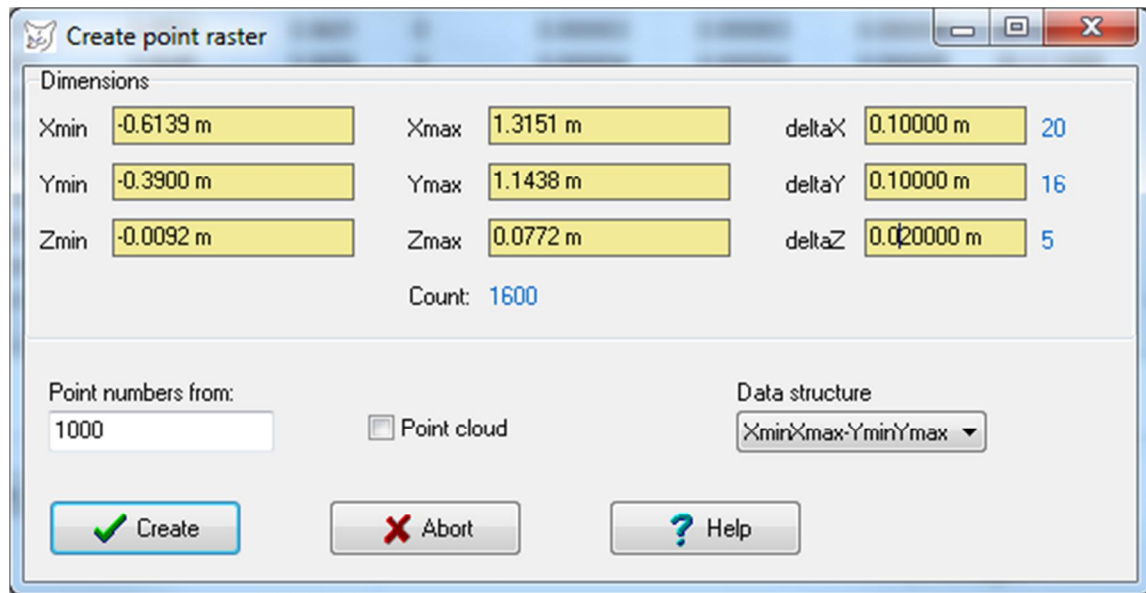 Create point raster
Dimensions
Xmin -0.6139 m Xmax 1.3151 m deltaX 0.10000 m 20
Ymin -0.3900 m Ymax 1.1438 m deltaY 0.10000 m 16
Zmin -0.0092 m Zmax 0.0772 m deltaZ 0.020000 m 5
Count: 1600
Point numbers from: Data structure
1000 Point cloud XminXmax-YminYmax
Create Abort Help